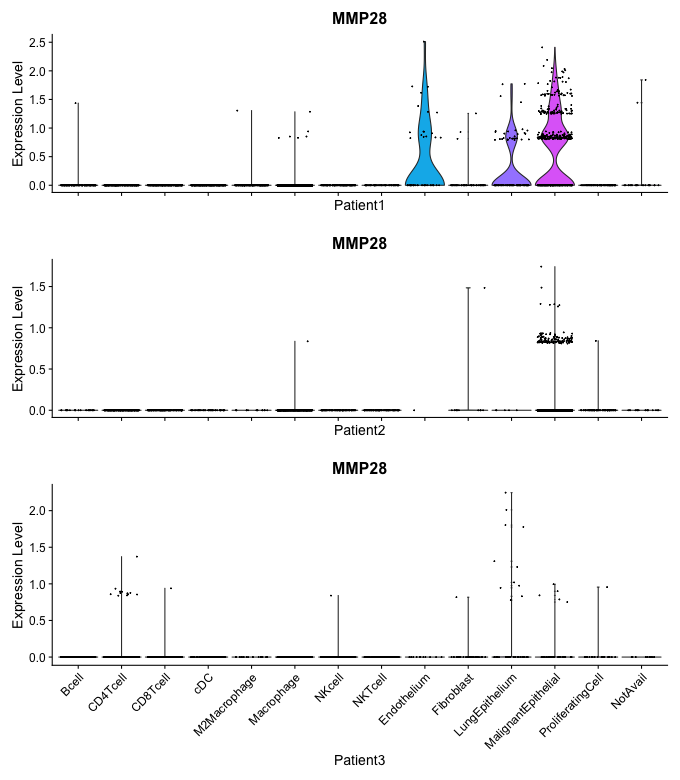 MMP28
Expression Level
2.5
2.0
1.5
1.0
0.5
0.0
Patient1
MMP28
Expression Level
1.5
1.0
0.5
0.0
Patient2
MMP28
Expression Level
2.0
1.5
1.0
0.5
0.0
Bcell
CD4Tcell
CD8Tcell
cDC
M2Macrophage
Macrophage
NKcell
NKTcell
Endothelium
Fibroblast
LungEpithelium
MalignantEpithelial
ProliferatingCell
NotAvail
Patient3